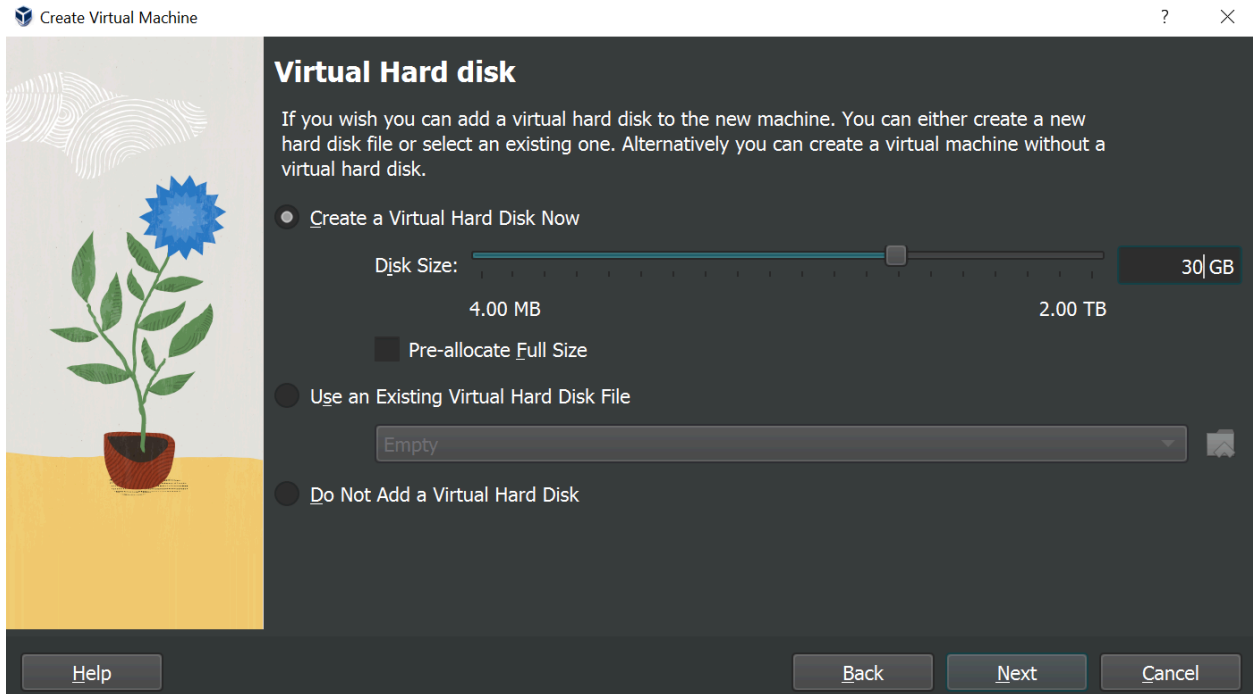 Create Virtual Machine
?
Virtual Hard disk
If you wish you can add a virtual hard disk to the new machine. You can either create a new
hard disk file or select an existing one. Alternatively you can create a virtual machine without a
virtual hard disk.
Create a Virtual Hard Disk Now
Disk Size: 30 GB
4.00 MB 2.00 TB
Pre-allocate Full Size
Use an Existing Virtual Hard Disk File
Empty
Do Not Add a Virtual Hard Disk
Help Back Next Cancel